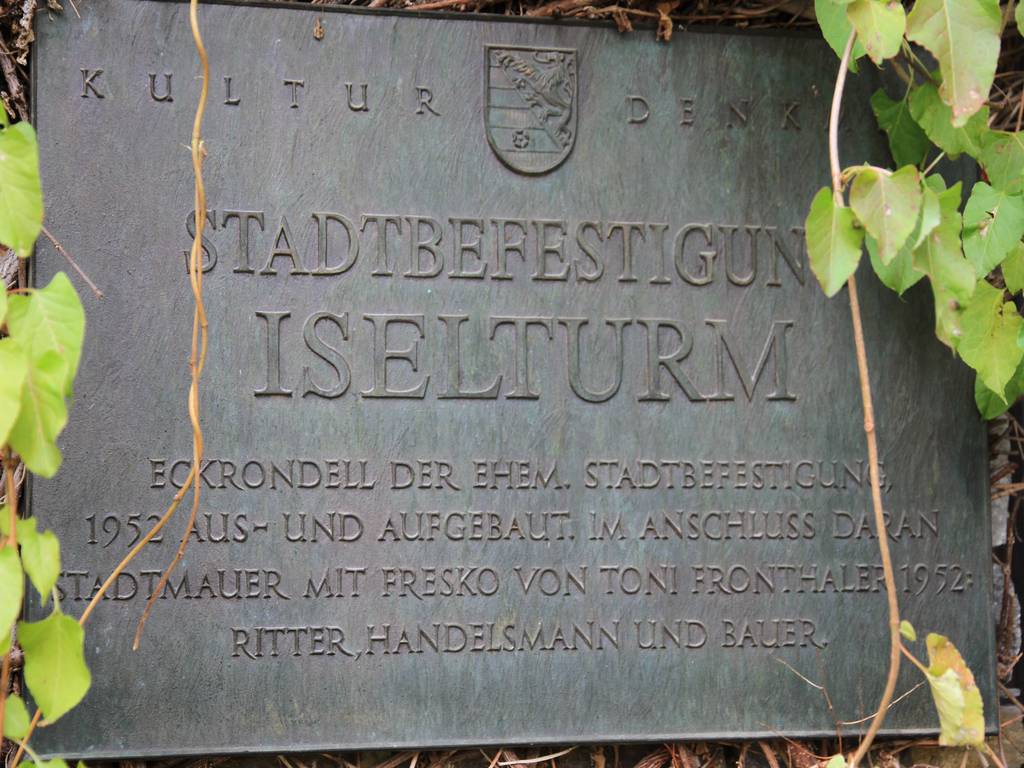 KULTUR DENK
STADTBEFESTIGUN
ISELTURM
ECKRONDELL DER EHEM. STADTBEFESTIGUNG,
1952 AUS- UND AUFGEBAUT. IM ANSCHLUSS DARAN
STADTMAUER MIT FRESKO VON TONI FRONTHALER 1952:
RITTER, HANDELSMANN UND BAUER.